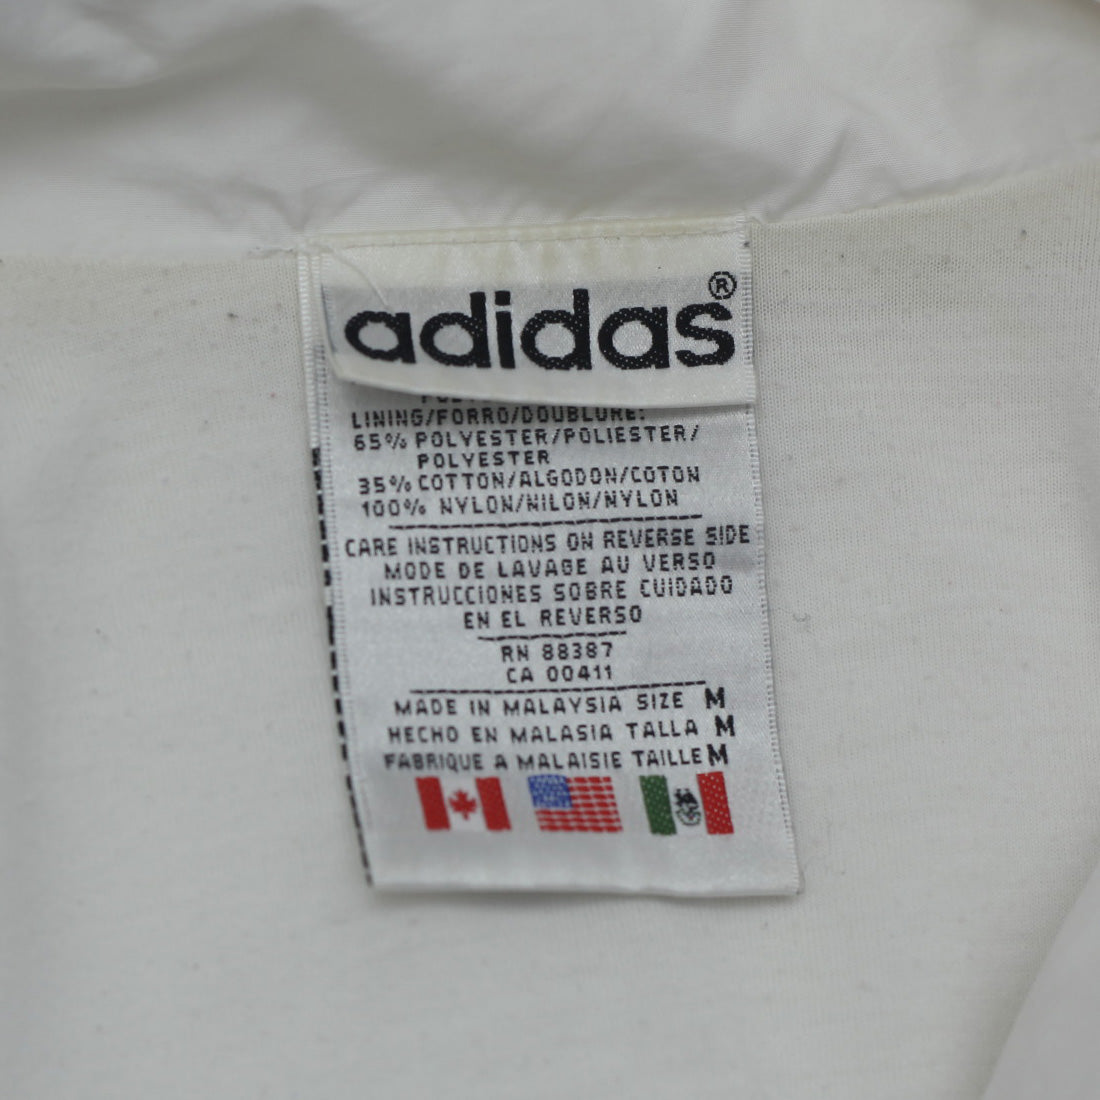 adidas®
LINING/FORRO/DOUBLURE:
65% POLYESTER/POLIESTER/
POLYESTER
35% COTTON/ALGODON/COTON
100% NYLON/NILON/NYLON
CARE INSTRUCTIONS ON REVERSE SIDE
MODE DE LAVAGE AU VERSO
INSTRUCCIONES SOBRE CUIDADO
EN EL REVERSO
RN 88387
CA 00411
MADE IN MALAYSIA SIZE M
HECHO EN MALASIA TALLA M
FABRIQUE A MALAISIE TAILLE M